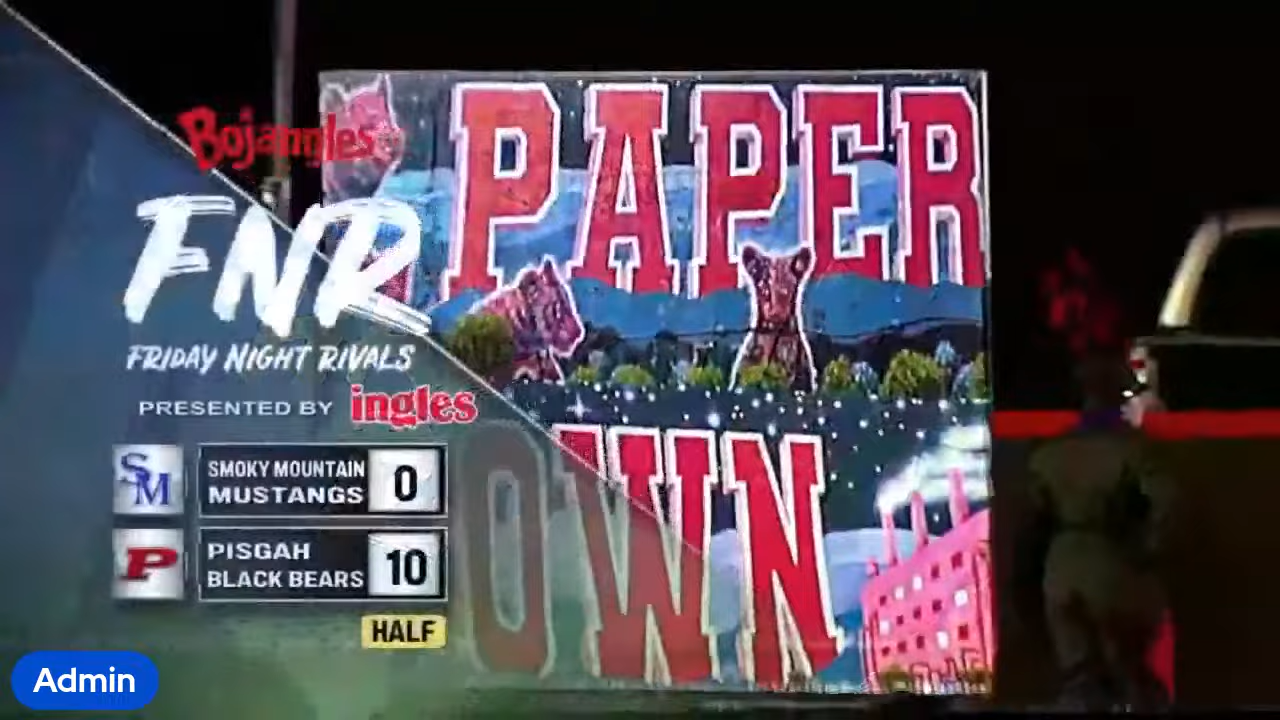 Bojangles
FNR
FRIDAY NIGHT RIVALS
PRESENTED BY ingles
SM
SMOKY MOUNTAIN
MUSTANGS
0
P
PISGAH
BLACK BEARS
10
HALF
PAPER
OWN
Admin